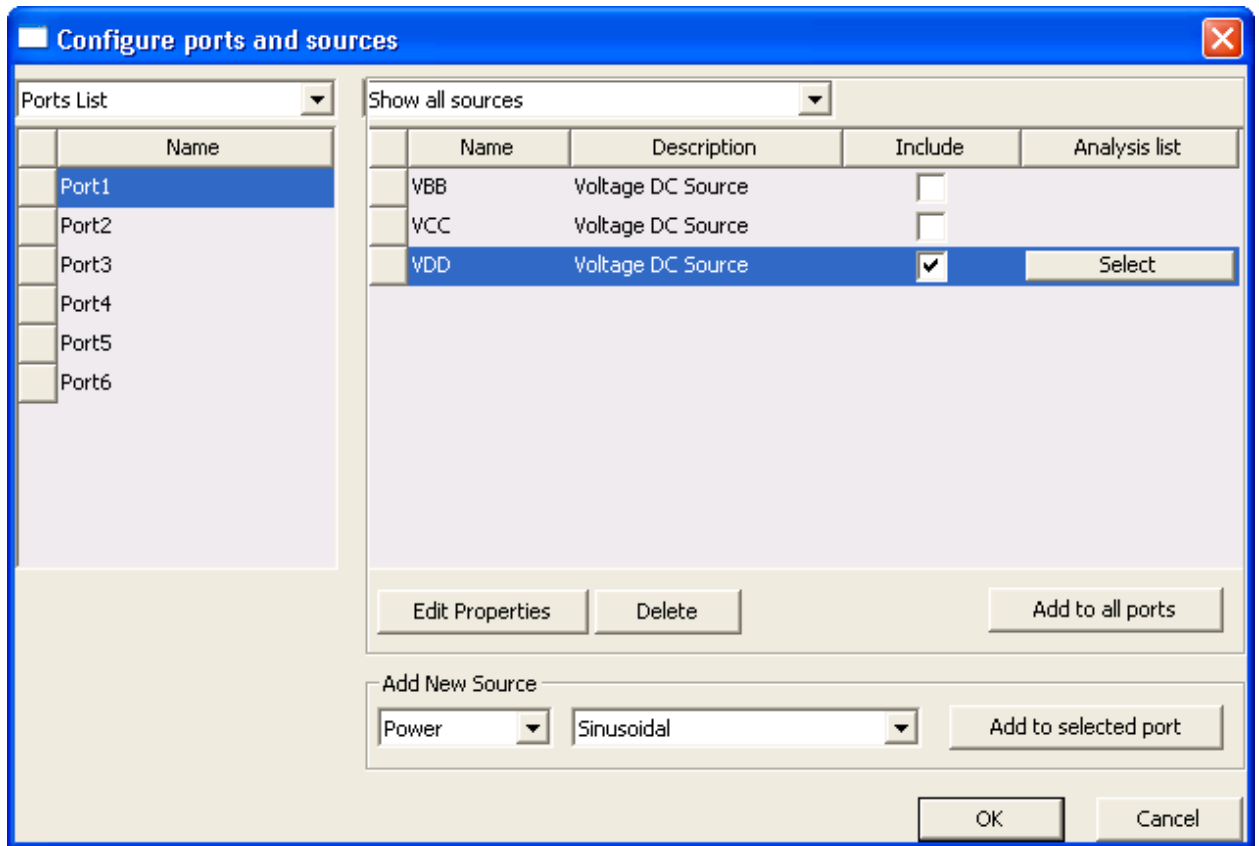 Configure ports and sources
Ports List
Name
Port1
Port2
Port3
Port4
Port5
Port6
Show all sources
Name Description Include Analysis list
VBB Voltage DC Source
VCC Voltage DC Source
VDD Voltage DC Source Select
Edit Properties Delete Add to all ports
Add New Source
Power Sinusoidal Add to selected port
OK Cancel